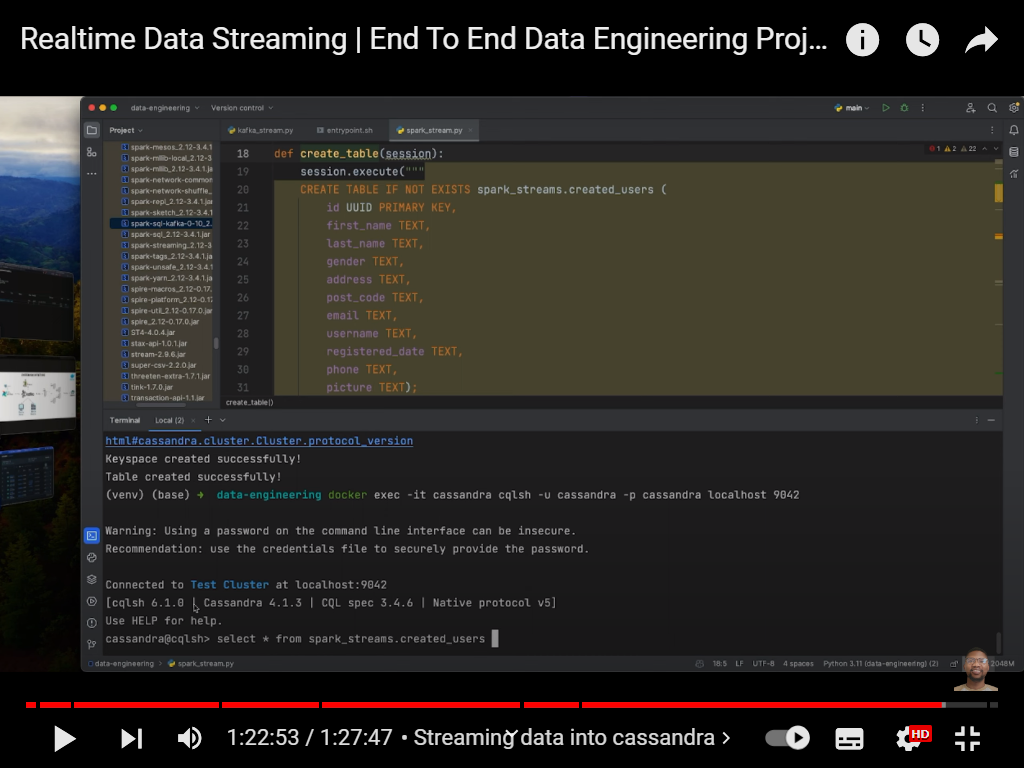 Realtime Data Streaming | End To End Data Engineering Proj...
data-engineering
Version control
main
Project
kafka_stream.py
entrypoint.sh
spark_stream.py
spark-mesos_2.12-3.4.1
spark-mllib-local_2.12-3
spark-mllib_2.12-3.4.1.j
spark-network-common
spark-network-shuffle_
spark-repl_2.12-3.4.1.ja
spark-sketch_2.12-3.4.1
spark-sql-kafka-0-10_2.
spark-sql_2.12-3.4.1.jar
spark-streaming_2.12-3
spark-tags_2.12-3.4.1.ja
spark-unsafe_2.12-3.4.1
spark-yarn_2.12-3.4.1.ja
spire-macros_2.12-0.17.
spire-platform_2.12-0.17
spire-util_2.12-0.17.0.jar
spire_2.12-0.17.0.jar
ST4-4.0.4.jar
stax-api-1.0.1.jar
stream-2.9.6.jar
super-csv-2.2.0.jar
threeten-extra-1.7.1.jar
tink-1.7.0.jar
transaction-api-1.1.jar
1 2 22
18 def create_table(session):
19 session.execute("""
20 CREATE TABLE IF NOT EXISTS spark_streams.created_users (
21 id UUID PRIMARY KEY,
22 first_name TEXT,
23 last_name TEXT,
24 gender TEXT,
25 address TEXT,
26 post_code TEXT,
27 email TEXT,
28 username TEXT,
29 registered_date TEXT,
30 phone TEXT,
31 picture TEXT);
create_table()
Terminal
Local (2)
html#cassandra.cluster.Cluster.protocol_version
Keyspace created successfully!
Table created successfully!
(venv) (base) ➜ data-engineering docker exec -it cassandra cqlsh -u cassandra -p cassandra localhost 9042
Warning: Using a password on the command line interface can be insecure.
Recommendation: use the credentials file to securely provide the password.
Connected to Test Cluster at localhost:9042
[cqlsh 6.1.0 | Cassandra 4.1.3 | CQL spec 3.4.6 | Native protocol v5]
Use HELP for help.
cassandra@cqlsh> select * from spark_streams.created_users
data-engineering > spark_stream.py
18:5 LF UTF-8 4 spaces Python 3.11 (data-engineering) (2)
2048M
1:22:53 / 1:27:47 • Streaming data into cassandra >
HD